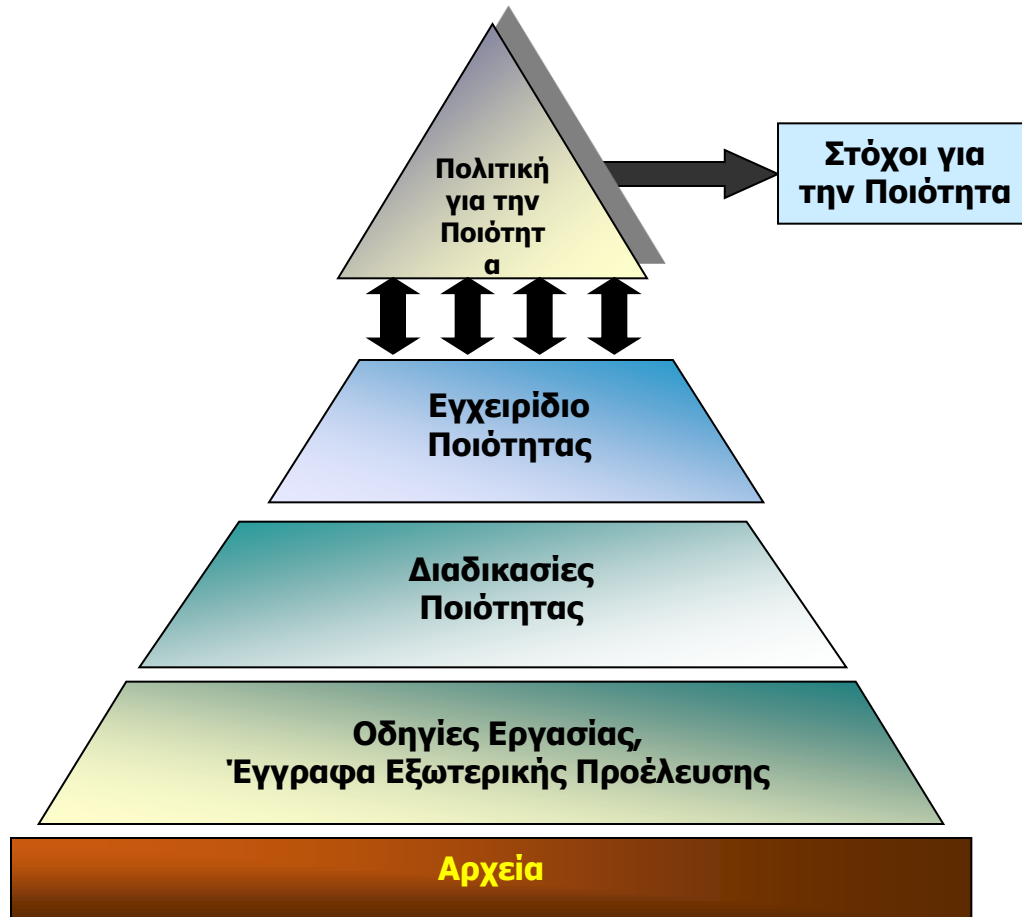 Πολιτική
για την
Ποιότητ
α
Στόχοι για
την Ποιότητα
Εγχειρίδιο
Ποιότητας
Διαδικασίες
Ποιότητας
Οδηγίες Εργασίας,
Έγγραφα Εξωτερικής Προέλευσης
Αρχεία